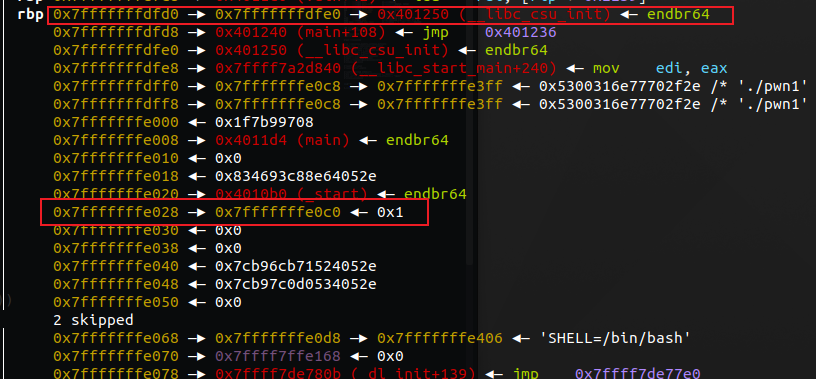 rbp 0x7fffffffdfd0 —▸ 0x7fffffffdfe0 —▸ 0x401250 (__libc_csu_init) ◂— endbr64
0x7fffffffdfd8 —▸ 0x401240 (main+108) ◂— jmp 0x401236
0x7fffffffdfe0 —▸ 0x401250 (__libc_csu_init) ◂— endbr64
0x7fffffffdfe8 —▸ 0x7ffff7a2d840 (__libc_start_main+240) ◂— mov edi, eax
0x7fffffffdff0 —▸ 0x7fffffffe0c8 —▸ 0x7fffffffe3ff ◂— 0x5300316e77702f2e /* './pwn1' */
0x7fffffffdff8 —▸ 0x7fffffffe0c8 —▸ 0x7fffffffe3ff ◂— 0x5300316e77702f2e /* './pwn1' */
0x7fffffffe000 ◂— 0x1f7b99708
0x7fffffffe008 —▸ 0x4011d4 (main) ◂— endbr64
0x7fffffffe010 ◂— 0x0
0x7fffffffe018 ◂— 0x834693c88e64052e
0x7fffffffe020 —▸ 0x4010b0 (_start) ◂— endbr64
0x7fffffffe028 —▸ 0x7fffffffe0c0 ◂— 0x1
0x7fffffffe030 ◂— 0x0
0x7fffffffe038 ◂— 0x0
0x7fffffffe040 ◂— 0x7cb96cb71524052e
0x7fffffffe048 ◂— 0x7cb97c0d0534052e
0x7fffffffe050 ◂— 0x0
2 skipped
0x7fffffffe068 —▸ 0x7fffffffe0d8 —▸ 0x7fffffffe406 ◂— 'SHELL=/bin/bash'
0x7fffffffe070 —▸ 0x7ffff7ffe168 ◂— 0x0
0x7fffffffe078 —▸ 0x7ffff7de780b (_dl_init+139) ◂— jmp 0x7ffff7de77e0